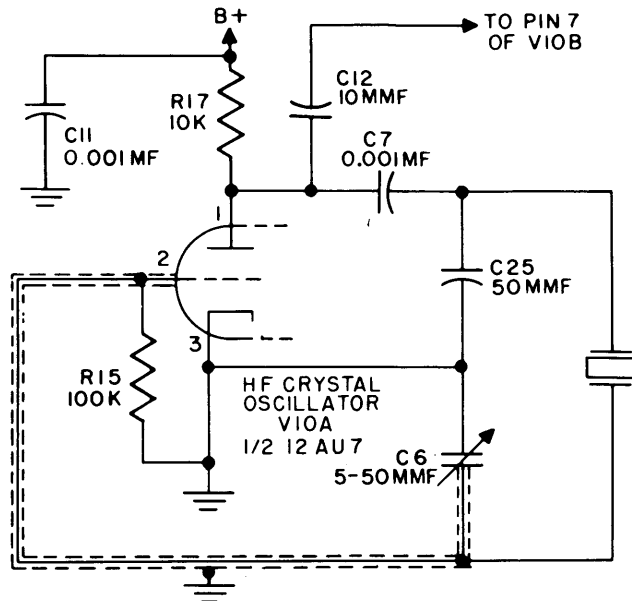 B+
TO PIN 7
OF V10B
C12
10MMF
R17
10K
C11
0.001MF
C7
0.001MF
1
2
3
C25
50MMF
R15
100K
HF CRYSTAL
OSCILLATOR
V10A
1/2 12AU7
C6
5-50MMF